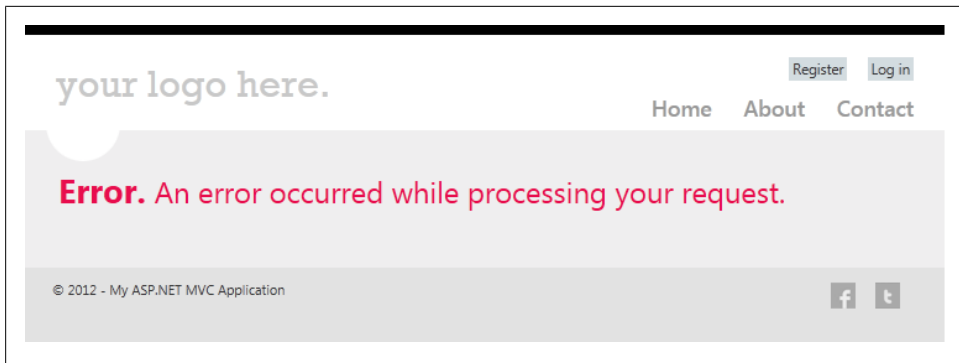 Register Log in
your logo here.
Home About Contact
Error. An error occurred while processing your request.
© 2012 - My ASP.NET MVC Application